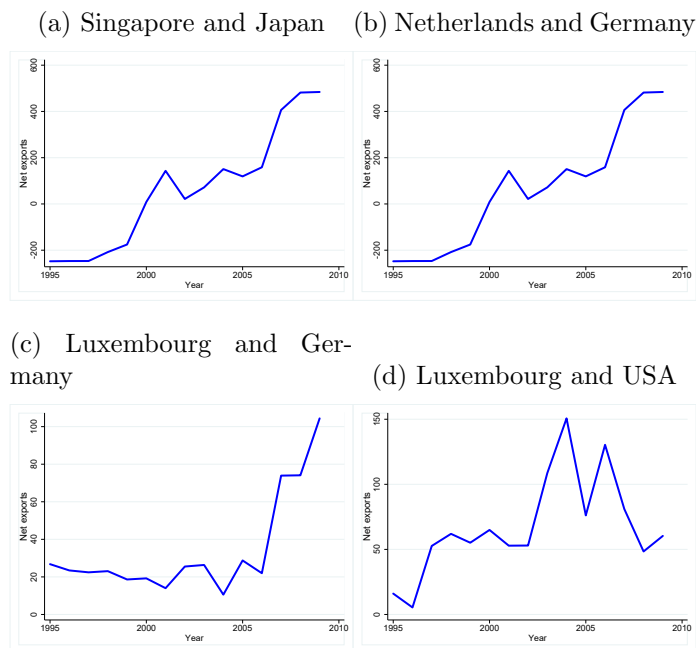 (a) Singapore and Japan
(b) Netherlands and Germany
Net exports
600
400
200
0
-200
1995
2000
2005
2010
Year
Net exports
600
400
200
0
-200
1995
2000
2005
2010
Year
(c) Luxembourg and Ger-
many
(d) Luxembourg and USA
Net exports
100
80
60
40
20
0
1995
2000
2005
2010
Year
Net exports
150
100
50
0
1995
2000
2005
2010
Year